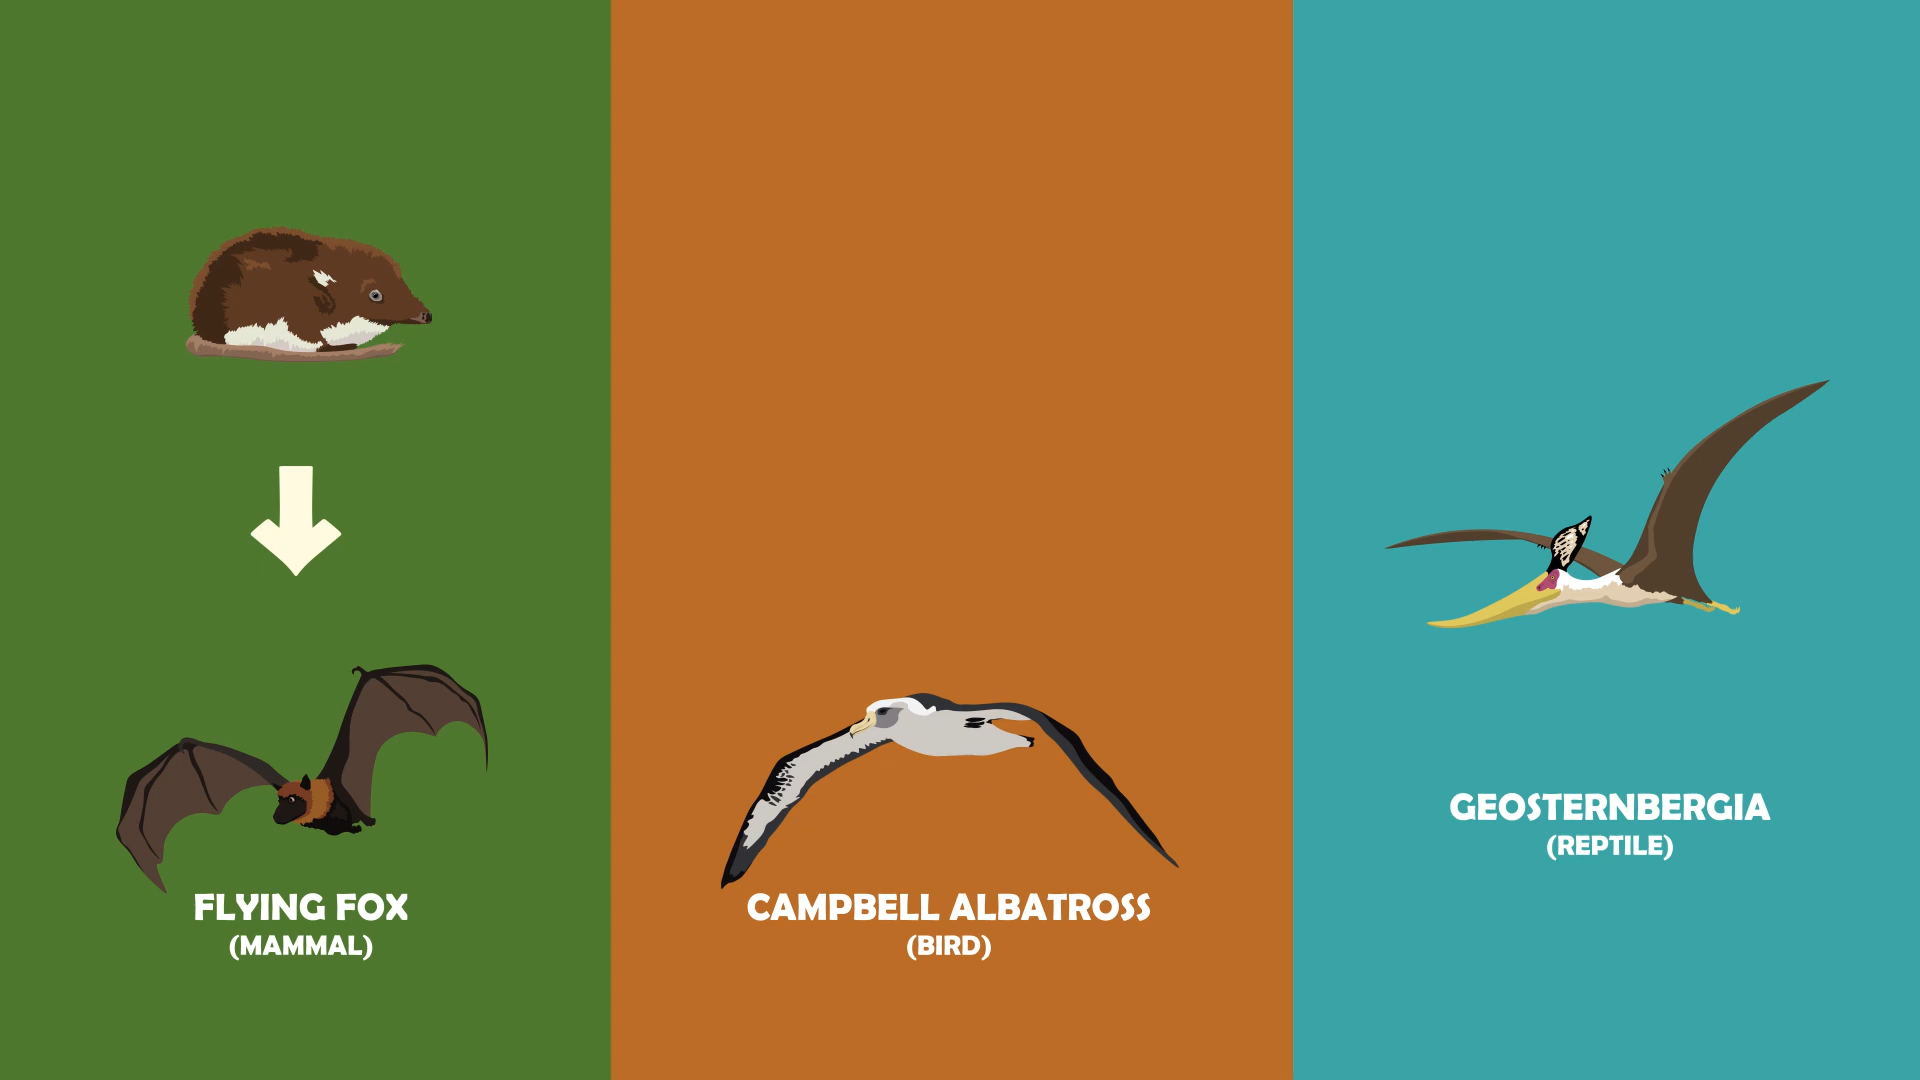 FLYING FOX
(MAMMAL)
CAMPBELL ALBATROSS
(BIRD)
GEOSTERNBERGIA
(REPTILE)